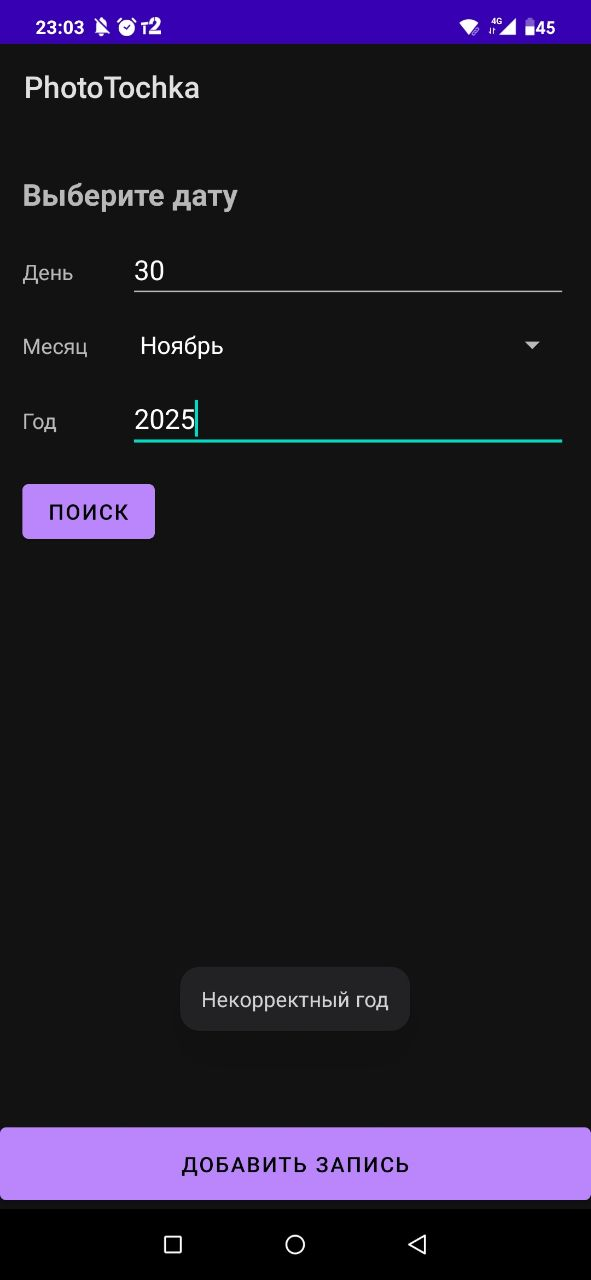 23:03 т2 4G 45
PhotoTochka
Выберите дату
День 30
Месяц Ноябрь
Год 2025
ПОИСК
Некорректный год
ДОБАВИТЬ ЗАПИСЬ